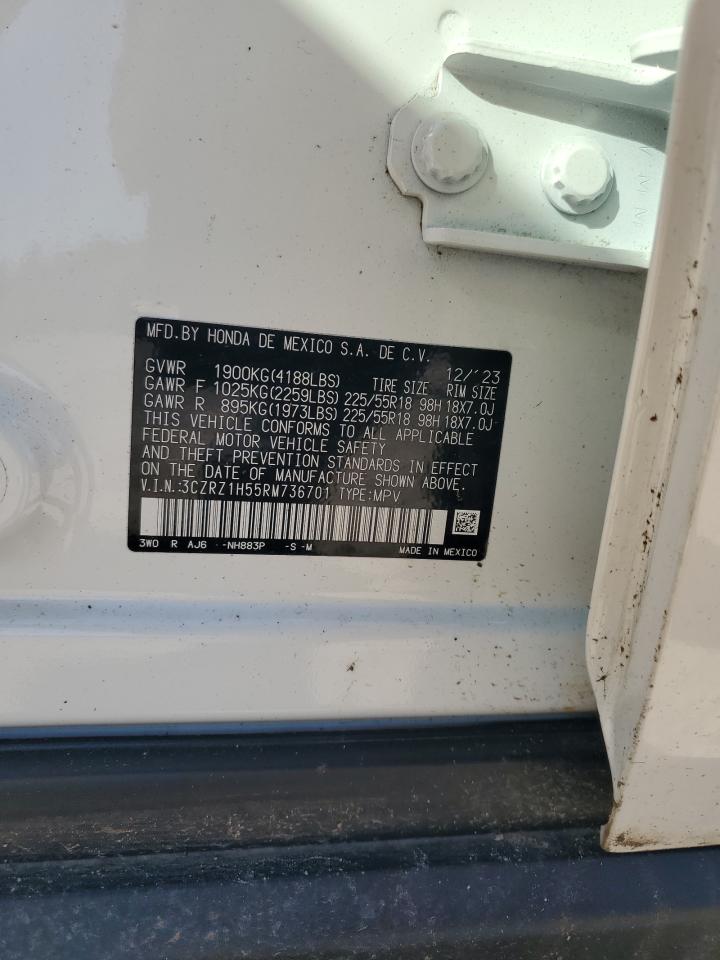 MFD.BY HONDA DE MEXICO S.A. DE C.V.
12/'23
GVWR 1900KG(4188LBS) TIRE SIZE RIM SIZE
GAWR F 1025KG(2259LBS) 225/55R18 98H 18X7.0J
GAWR R 895KG(1973LBS) 225/55R18 98H 18X7.0J
THIS VEHICLE CONFORMS TO ALL APPLICABLE
FEDERAL MOTOR VEHICLE SAFETY
AND THEFT PREVENTION STANDARDS IN EFFECT
ON THE DATE OF MANUFACTURE SHOWN ABOVE.
V.I.N.:3CZRZ1H55RM736701 TYPE:MPV
3W0 R AJ6 -NH883P -S -M MADE IN MEXICO